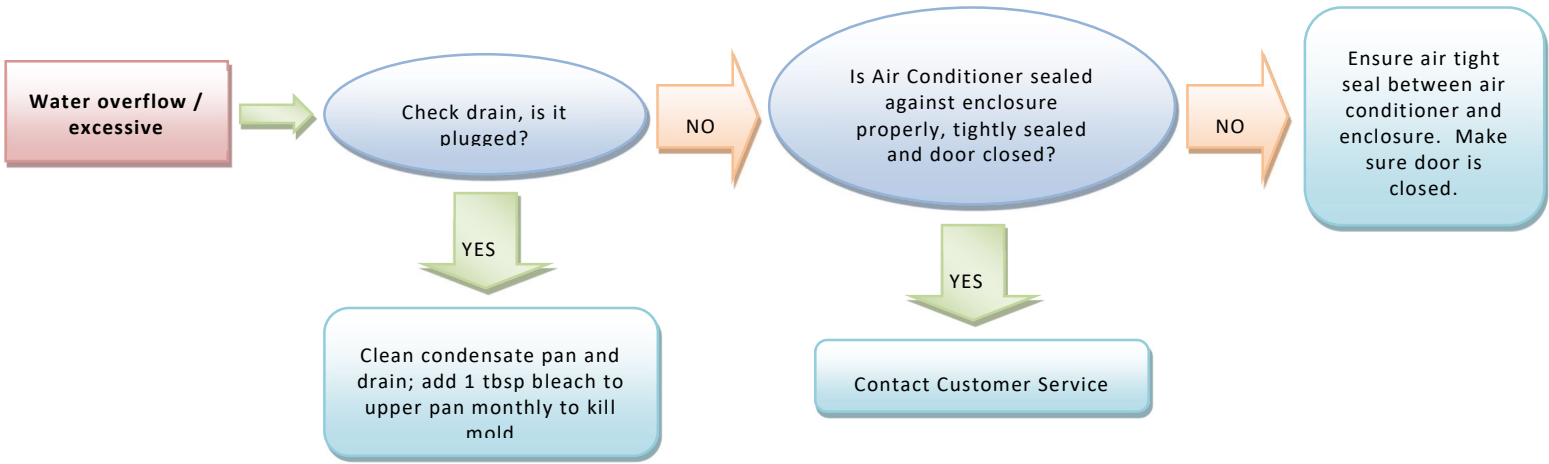 Water overflow /
excessive
Check drain, is it
plugged?
NO
Is Air Conditioner sealed
against enclosure
properly, tightly sealed
and door closed?
NO
Ensure air tight
seal between air
conditioner and
enclosure.  Make
sure door is
closed.
YES
Clean condensate pan and
drain; add 1 tbsp bleach to
upper pan monthly to kill
mold
YES
Contact Customer Service